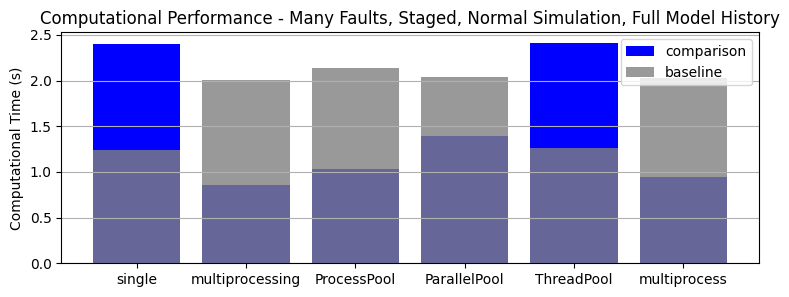 Computational Performance - Many Faults, Staged, Normal Simulation, Full Model History
Computational Time (s)
2.5
2.0
1.5
1.0
0.5
0.0
comparison
baseline
single
multiprocessing
ProcessPool
ParallelPool
ThreadPool
multiprocess